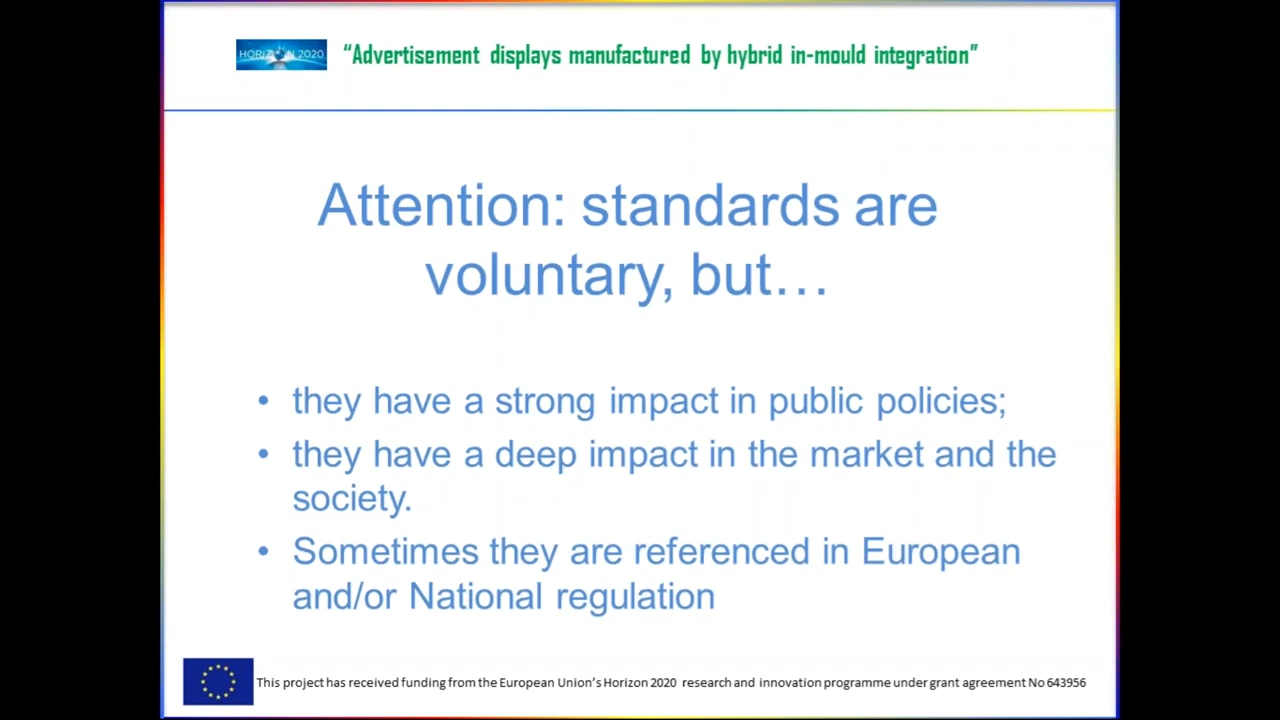 HORIZON 2020
“Advertisement displays manufactured by hybrid in-mould integration”
Attention: standards are
voluntary, but…
• they have a strong impact in public policies;
• they have a deep impact in the market and the
society.
• Sometimes they are referenced in European
and/or National regulation
This project has received funding from the European Union’s Horizon 2020 research and innovation programme under grant agreement No 643956